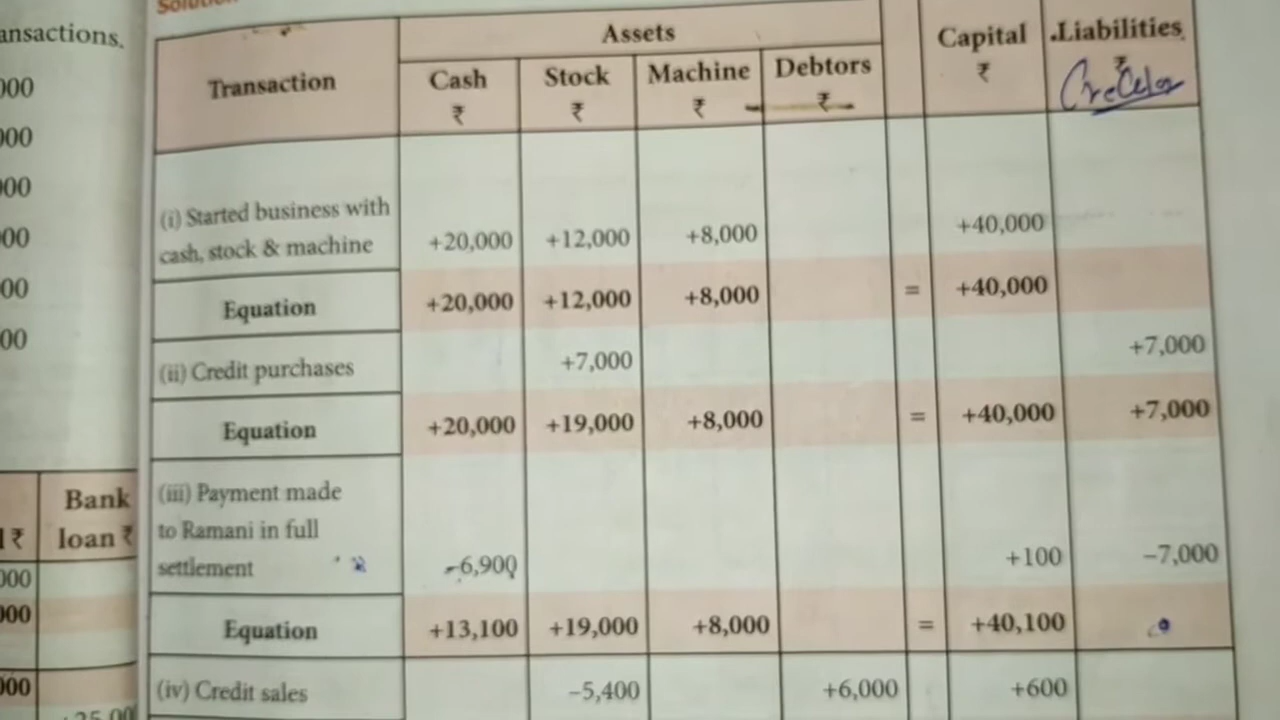 Solution
ansactions.
000
000
000
00
00
00
Bank
loan ₹
l ₹
000
000
000
Transaction
Assets
Capital
₹
Liabilities
₹
Creditor
Cash
₹
Stock
₹
Machine
₹
Debtors
₹
(i) Started business with
cash, stock & machine +20,000 +12,000 +8,000 +40,000
Equation +20,000 +12,000 +8,000 = +40,000
(ii) Credit purchases +7,000 +7,000
Equation +20,000 +19,000 +8,000 = +40,000 +7,000
(iii) Payment made
to Ramani in full
settlement -6,900 +100 -7,000
Equation +13,100 +19,000 +8,000 = +40,100 0
(iv) Credit sales -5,400 +6,000 +600